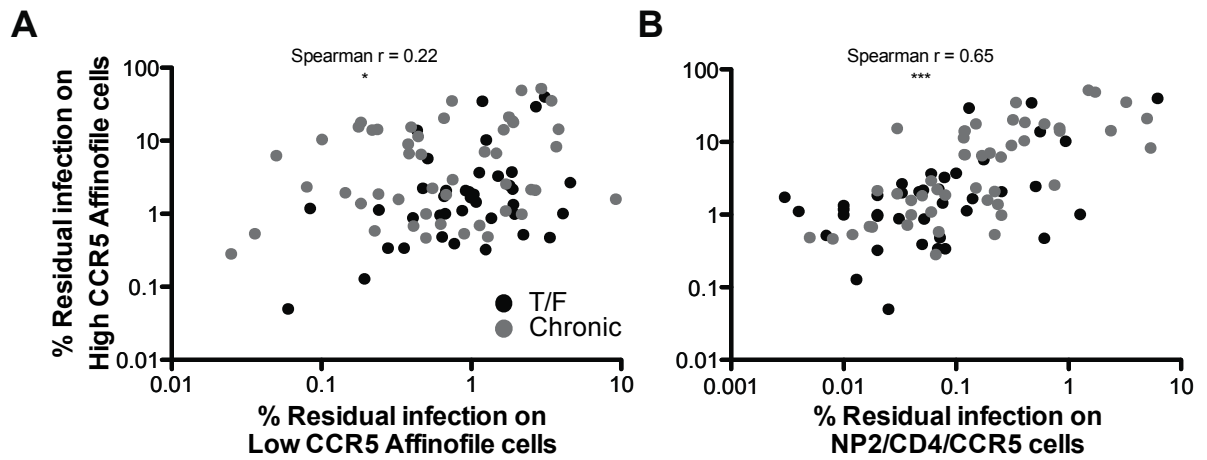 A
Spearman r = 0.22
*
% Residual infection on
High CCR5 Affinofile cells
100
10
1
0.1
0.01
0.01
0.1
1
10
T/F
Chronic
% Residual infection on
Low CCR5 Affinofile cells
B
Spearman r = 0.65
***
100
10
1
0.1
0.01
0.001
0.01
0.1
1
10
% Residual infection on
NP2/CD4/CCR5 cells